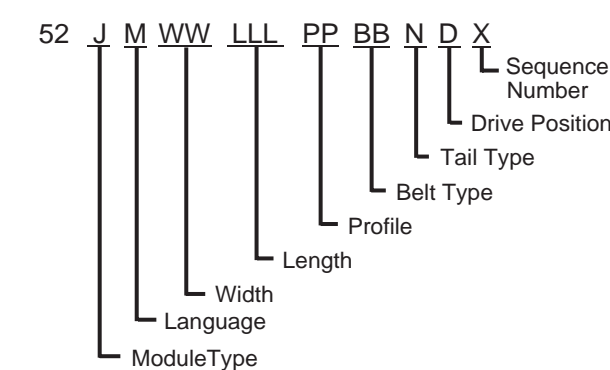 52 J M WW LLL PP BB N D X
Sequence
Number
Drive Position
Tail Type
Belt Type
Profile
Length
Width
Language
ModuleType